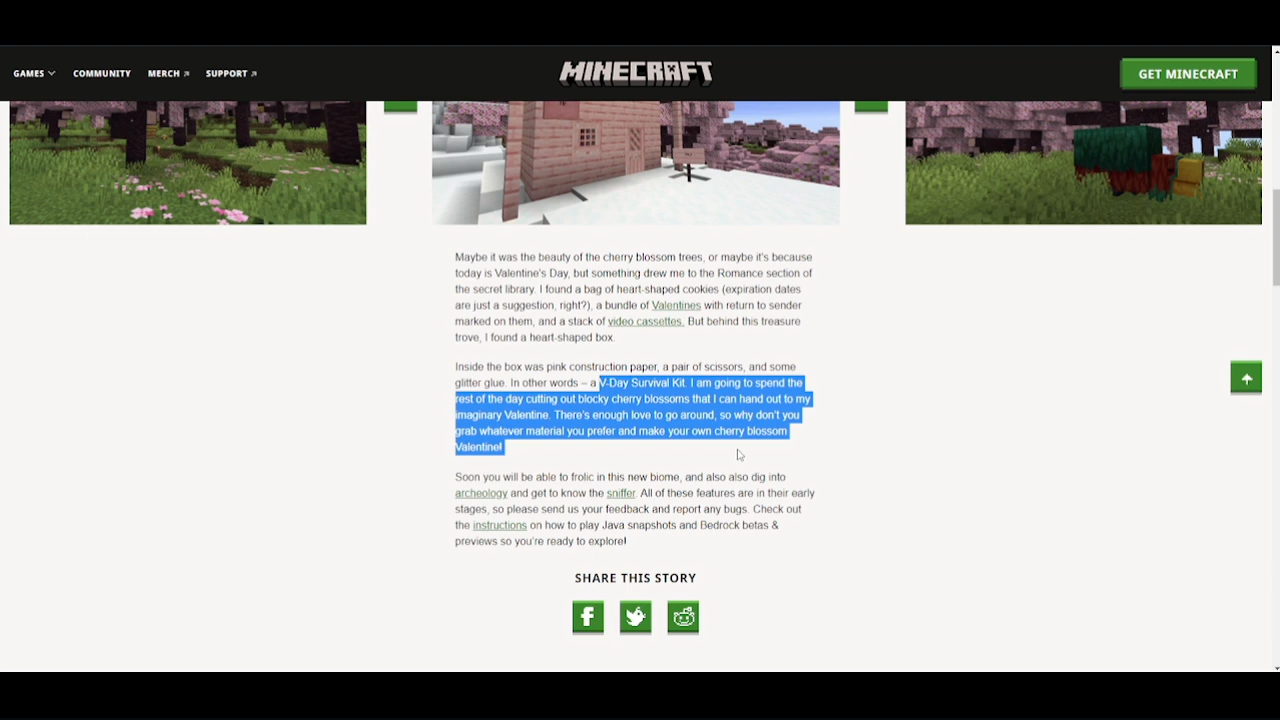 GAMES COMMUNITY MERCH SUPPORT MINECRAFT GET MINECRAFT
Maybe it was the beauty of the cherry blossom trees, or maybe it's because
today is Valentine's Day, but something drew me to the Romance section of
the secret library. I found a bag of heart-shaped cookies (expiration dates
are just a suggestion, right?), a bundle of Valentines with return to sender
marked on them, and a stack of video cassettes. But behind this treasure
trove, I found a heart-shaped box.
Inside the box was pink construction paper, a pair of scissors, and some
glitter glue. In other words – a V-Day Survival Kit. I am going to spend the
rest of the day cutting out blocky cherry blossoms that I can hand out to my
imaginary Valentine. There's enough love to go around, so why don't you
grab whatever material you prefer and make your own cherry blossom
Valentine!
Soon you will be able to frolic in this new biome, and also also dig into
archeology and get to know the sniffer. All of these features are in their early
stages, so please send us your feedback and report any bugs. Check out
the instructions on how to play Java snapshots and Bedrock betas &
previews so you're ready to explore!
SHARE THIS STORY